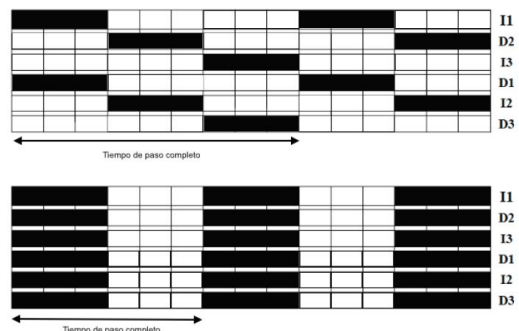 I1
D2
I3
D1
I2
D3
Tiempo de paso completo
I1
D2
I3
D1
I2
D3
Tiempo de paso completo